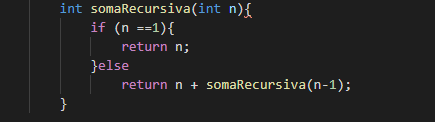 int somaRecursiva(int n){
    if (n ==1){
        return n;
    }else
        return n + somaRecursiva(n-1);
}